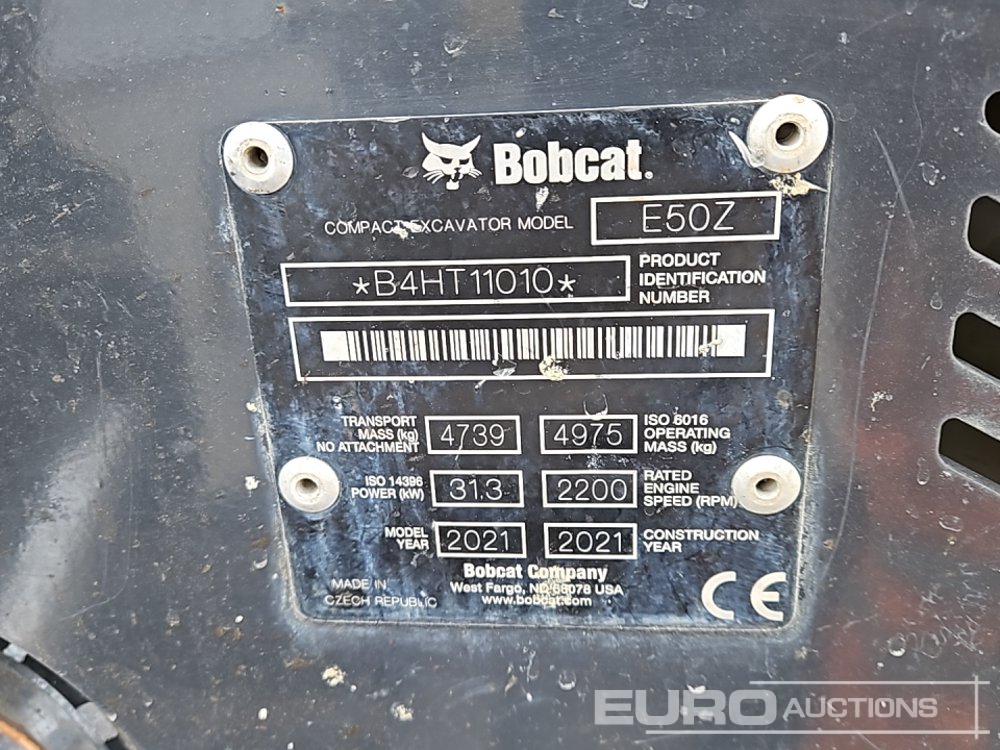 Bobcat.
COMPACT EXCAVATOR MODEL E50Z
*B4HT11010* PRODUCT IDENTIFICATION NUMBER
TRANSPORT MASS (kg) NO ATTACHMENT 4739
4975 ISO 6016 OPERATING MASS (kg)
ISO 14396 POWER (kW) 31.3
2200 RATED ENGINE SPEED (RPM)
MODEL YEAR 2021
2021 CONSTRUCTION YEAR
Bobcat Company
West Fargo, ND 58078 USA
www.bobcat.com
MADE IN
CZECH REPUBLIC
CE
EURO AUCTIONS